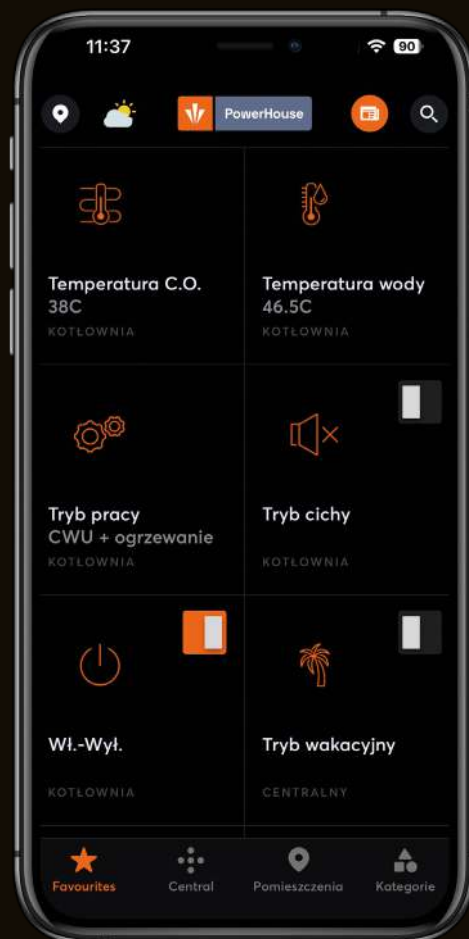 11:37
90
PowerHouse
Temperatura C.O.
38C
KOTŁOWNIA
Temperatura wody
46.5C
KOTŁOWNIA
Tryb pracy
CWU + ogrzewanie
KOTŁOWNIA
Tryb cichy
KOTŁOWNIA
Wł.-Wył.
KOTŁOWNIA
Tryb wakacyjny
CENTRALNY
Favourites
Central
Pomieszczenia
Kategorie